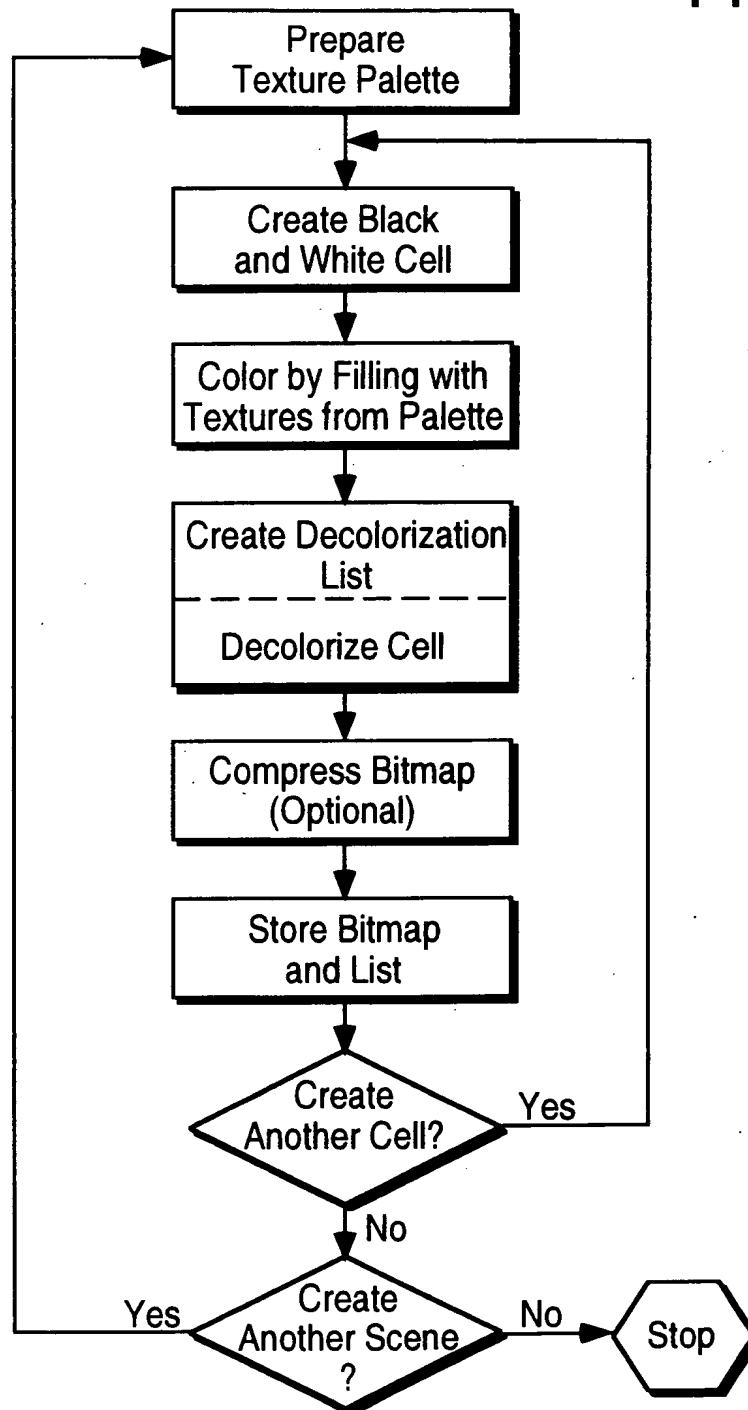 Prepare
Texture Palette
Create Black
and White Cell
Color by Filling with
Textures from Palette
Create Decolorization
List
Decolorize Cell
Compress Bitmap
(Optional)
Store Bitmap
and List
Create
Another Cell?
Yes
No
Create
Another Scene
?
Yes
No
Stop